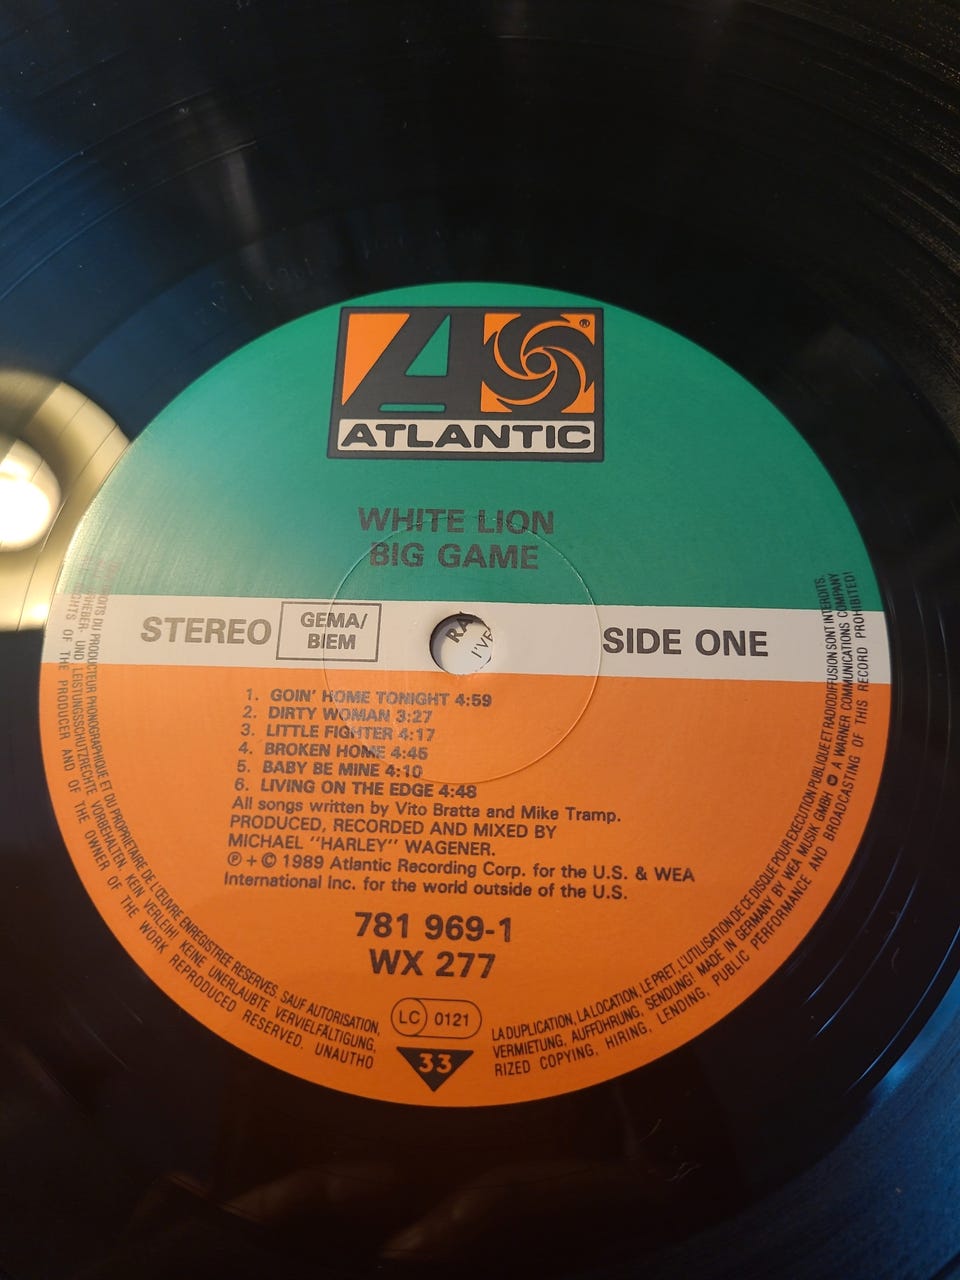 ATLANTIC
®
WHITE LION
BIG GAME
STEREO
GEMA/
BIEM
RA
I'VE
SIDE ONE
1. GOIN' HOME TONIGHT 4:59
2. DIRTY WOMAN 3:27
3. LITTLE FIGHTER 4:17
4. BROKEN HOME 4:45
5. BABY BE MINE 4:10
6. LIVING ON THE EDGE 4:48
All songs written by Vito Bratta and Mike Tramp.
PRODUCED, RECORDED AND MIXED BY
MICHAEL "HARLEY" WAGENER.
℗ + © 1989 Atlantic Recording Corp. for the U.S. & WEA
International Inc. for the world outside of the U.S.
781 969-1
WX 277
LC 0121
33
DU PRODUCTEUR PHONOGRAPHIQUE ET DU PROPRIETAIRE DE L'ŒUVRE ENREGISTREE RESERVES. SAUF AUTORISATION,
LA DUPLICATION, LA LOCATION, LE PRET, L'UTILISATION DE CE DISQUE POUR EXECUTION PUBLIQUE ET RADIODIFFUSION SONT INTERDITS.
UND LEISTUNGSSCHUTZRECHTE VORBEHALTEN. KEIN VERLEIH! KEINE UNERLAUBTE VERVIELFÄLTIGUNG,
VERMIETUNG, AUFFÜHRUNG, SENDUNG! MADE IN GERMANY BY WEA MUSIK GMBH A WARNER COMMUNICATIONS COMPANY
OF THE PRODUCER AND OF THE OWNER OF THE WORK REPRODUCED RESERVED. UNAUTHO
RIZED COPYING, HIRING, LENDING, PUBLIC PERFORMANCE AND BROADCASTING OF THIS RECORD PROHIBITED!